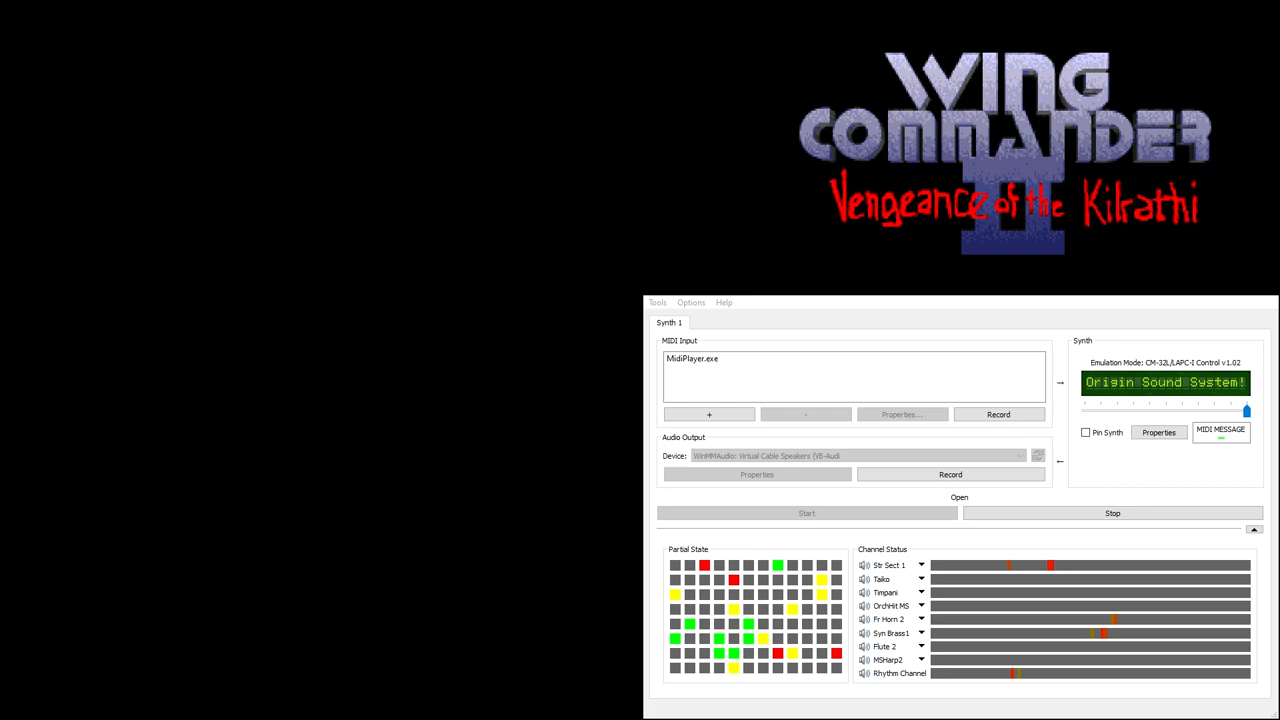 WING
COMMANDER
II
Vengeance of the Kilrathi
Tools Options Help
Synth 1
MIDI Input
MidiPlayer.exe
+ - Properties... Record
Audio Output
Device: WinMMAudio: Virtual Cable Speakers (VB-Audi
Properties Record
Synth
Emulation Mode: CM-32L/LAPC-I Control v1.02
Origin Sound System!
Pin Synth Properties MIDI MESSAGE
Open
Start Stop
Partial State
Channel Status
Str Sect 1
Taiko
Timpani
OrchHit MS
Fr Horn 2
Syn Brass1
Flute 2
MSHarp2
Rhythm Channel